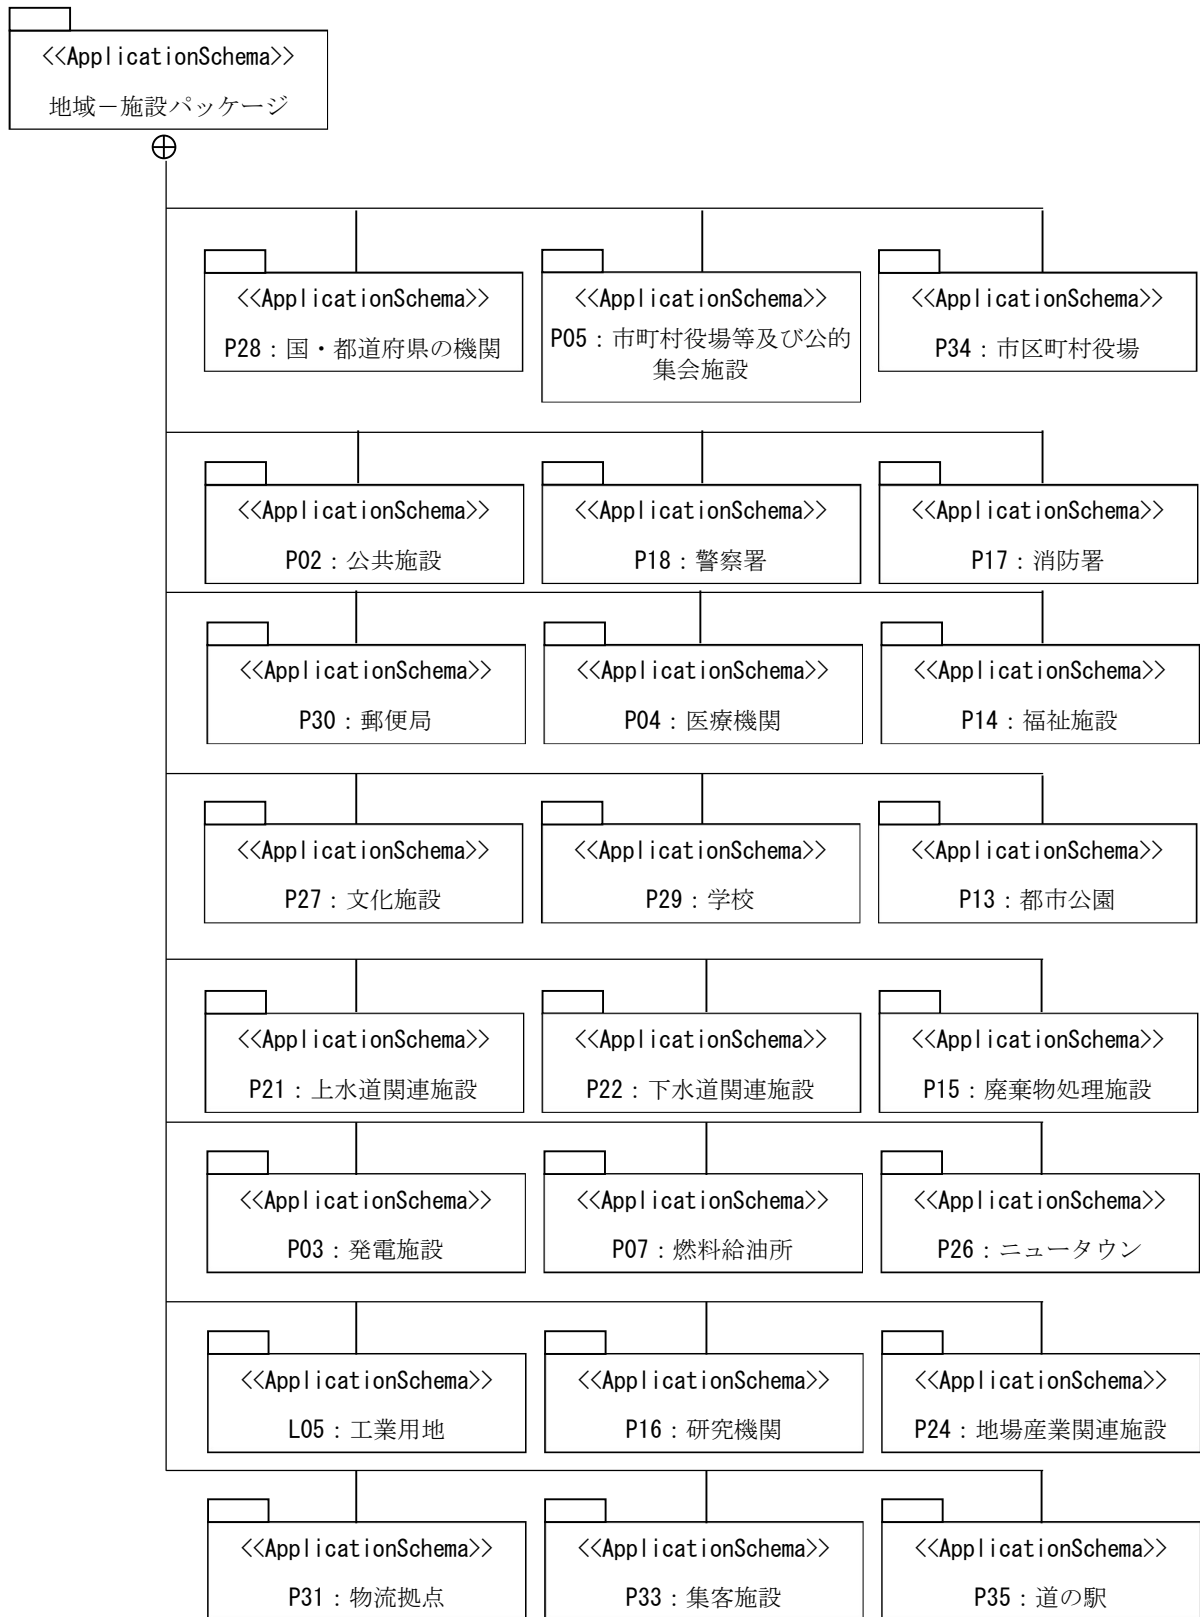 <<ApplicationSchema>>
地域－施設パッケージ
<<ApplicationSchema>>
P28：国・都道府県の機関
<<ApplicationSchema>>
P05：市町村役場等及び公的
集会施設
<<ApplicationSchema>>
P34：市区町村役場
<<ApplicationSchema>>
P02：公共施設
<<ApplicationSchema>>
P18：警察署
<<ApplicationSchema>>
P17：消防署
<<ApplicationSchema>>
P30：郵便局
<<ApplicationSchema>>
P04：医療機関
<<ApplicationSchema>>
P14：福祉施設
<<ApplicationSchema>>
P27：文化施設
<<ApplicationSchema>>
P29：学校
<<ApplicationSchema>>
P13：都市公園
<<ApplicationSchema>>
P21：上水道関連施設
<<ApplicationSchema>>
P22：下水道関連施設
<<ApplicationSchema>>
P15：廃棄物処理施設
<<ApplicationSchema>>
P03：発電施設
<<ApplicationSchema>>
P07：燃料給油所
<<ApplicationSchema>>
P26：ニュータウン
<<ApplicationSchema>>
L05：工業用地
<<ApplicationSchema>>
P16：研究機関
<<ApplicationSchema>>
P24：地場産業関連施設
<<ApplicationSchema>>
P31：物流拠点
<<ApplicationSchema>>
P33：集客施設
<<ApplicationSchema>>
P35：道の駅